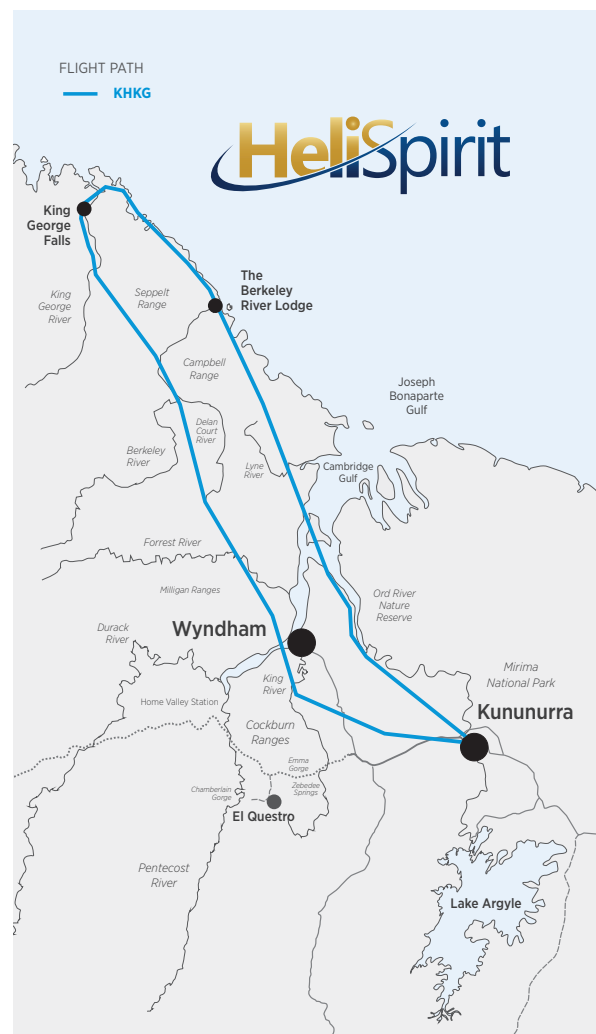 FLIGHT PATH
KHKG
HeliSpirit
King
George
Falls
The
Berkeley
River Lodge
King
George
River
Seppelt
Range
Campbell
Range
Joseph
Bonaparte
Gulf
Delan
Court
River
Berkeley
River
Lyne
River
Cambridge
Gulf
Forrest River
Milligan Ranges
Ord River
Nature
Reserve
Wyndham
Durack
River
Mirima
National Park
King
River
Home Valley Station
Kununurra
Cockburn
Ranges
Emma
Gorge
Chamberlain
Gorge
Zebedee
Springs
El Questro
Pentecost
River
Lake Argyle